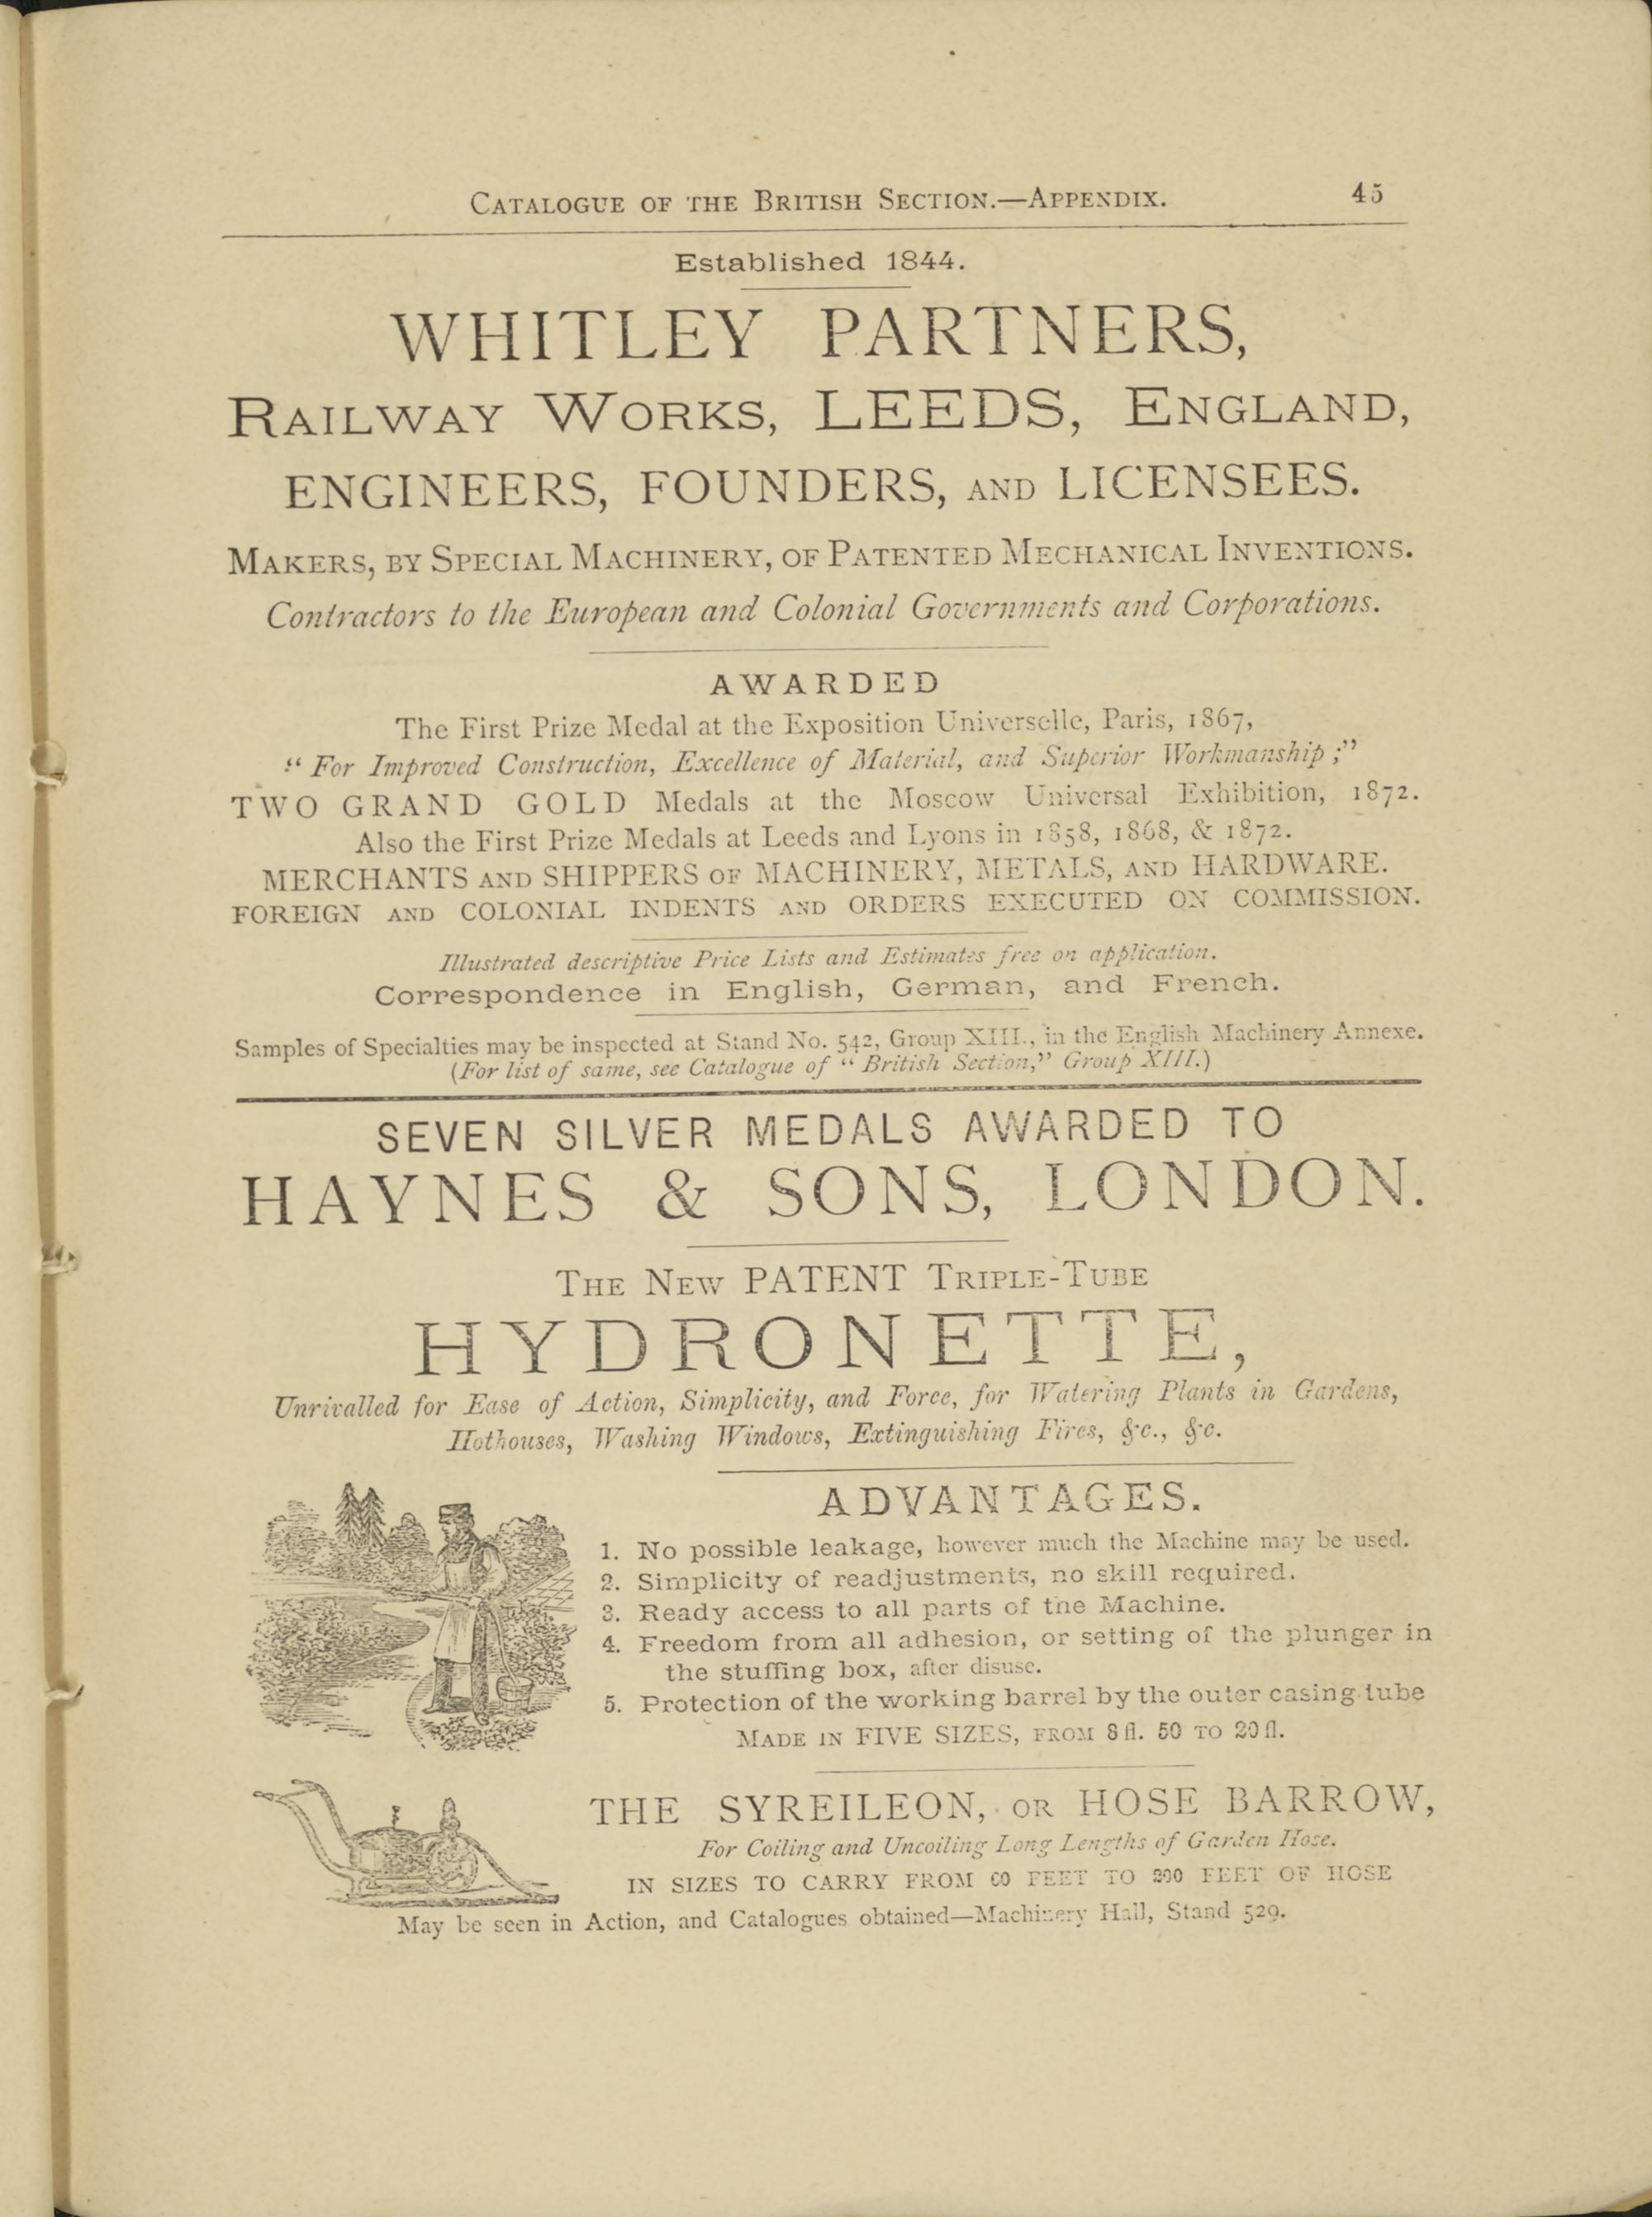 CATALOGUE OF THE BRITISH SECTION.—APPENDIX. 45
Established 1844.
WHITLEY PARTNERS,
RAILWAY WORKS, LEEDS, ENGLAND,
ENGINEERS, FOUNDERS, AND LICENSEES.
MAKERS, BY SPECIAL MACHINERY, OF PATENTED MECHANICAL INVENTIONS.
Contractors to the European and Colonial Governments and Corporations.
AWARDED
The First Prize Medal at the Exposition Universelle, Paris, 1867,
“For Improved Construction, Excellence of Material, and Superior Workmanship;”
TWO GRAND GOLD Medals at the Moscow Universal Exhibition, 1872.
Also the First Prize Medals at Leeds and Lyons in 1858, 1868, & 1872.
MERCHANTS AND SHIPPERS OF MACHINERY, METALS, AND HARDWARE.
FOREIGN AND COLONIAL INDENTS AND ORDERS EXECUTED ON COMMISSION.
Illustrated descriptive Price Lists and Estimates free on application.
Correspondence in English, German, and French.
Samples of Specialties may be inspected at Stand No. 542, Group XIII., in the English Machinery Annexe.
(For list of same, see Catalogue of “British Section,” Group XIII.)
SEVEN SILVER MEDALS AWARDED TO
HAYNES & SONS, LONDON.
THE NEW PATENT TRIPLE-TUBE
HYDRONETTE,
Unrivalled for Ease of Action, Simplicity, and Force, for Watering Plants in Gardens,
Hothouses, Washing Windows, Extinguishing Fires, &c., &c.
ADVANTAGES.
1. No possible leakage, however much the Machine may be used.
2. Simplicity of readjustments, no skill required.
3. Ready access to all parts of the Machine.
4. Freedom from all adhesion, or setting of the plunger in
the stuffing box, after disuse.
5. Protection of the working barrel by the outer casing tube
MADE IN FIVE SIZES, FROM 8 fl. 50 TO 20 fl.
THE SYREILEON, OR HOSE BARROW,
For Coiling and Uncoiling Long Lengths of Garden Hose.
IN SIZES TO CARRY FROM 60 FEET TO 200 FEET OF HOSE
May be seen in Action, and Catalogues obtained—Machinery Hall, Stand 529.